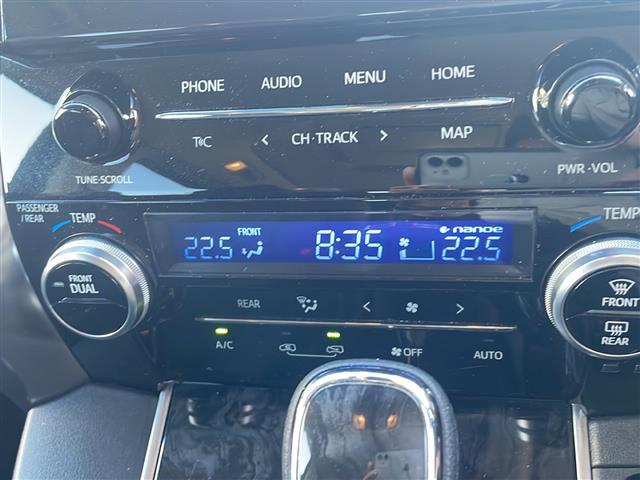 PHONE AUDIO MENU HOME
T©C CH·TRACK MAP
TUNE·SCROLL PWR·VOL
PASSENGER
/REAR TEMP TEMP
22.5 FRONT 8:35 nanoe 22.5
FRONT
DUAL
REAR
FRONT
REAR
A/C OFF AUTO